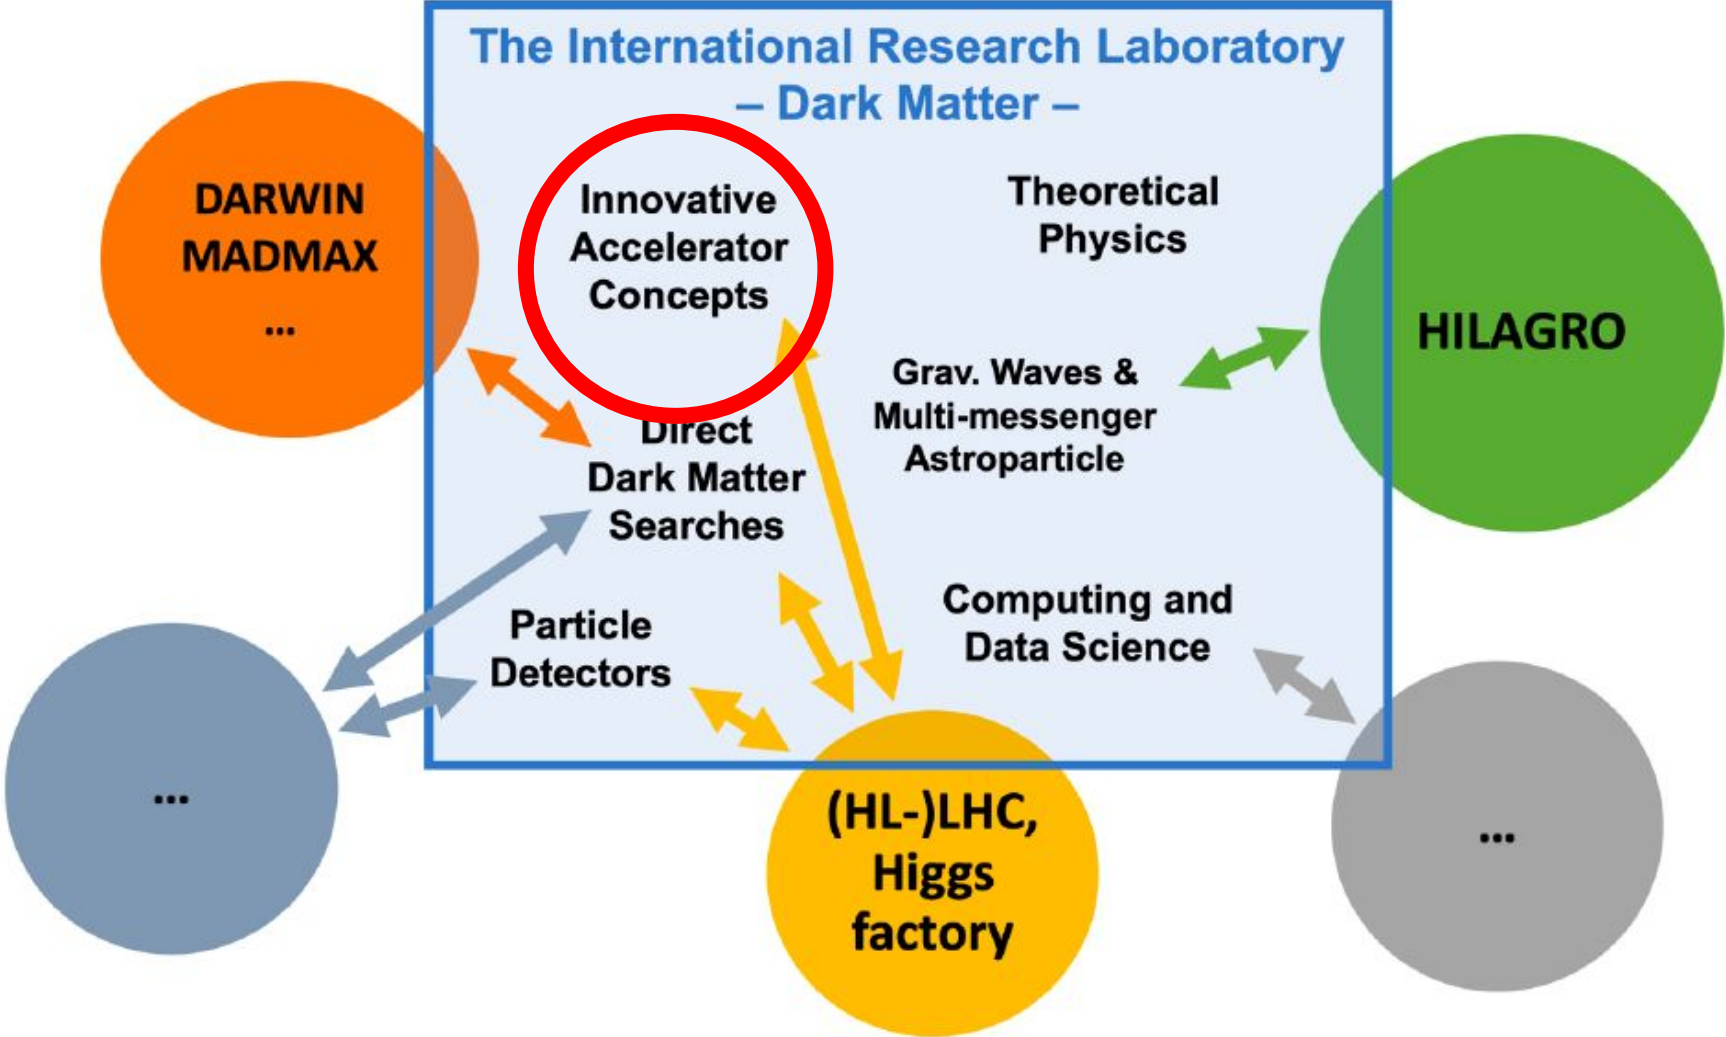 The International Research Laboratory
– Dark Matter –
DARWIN
MADMAX
...
Innovative
Accelerator
Concepts
Theoretical
Physics
HILAGRO
Grav. Waves &
Multi-messenger
Astroparticle
Direct
Dark Matter
Searches
Particle
Detectors
Computing and
Data Science
...
(HL-)LHC,
Higgs
factory
...